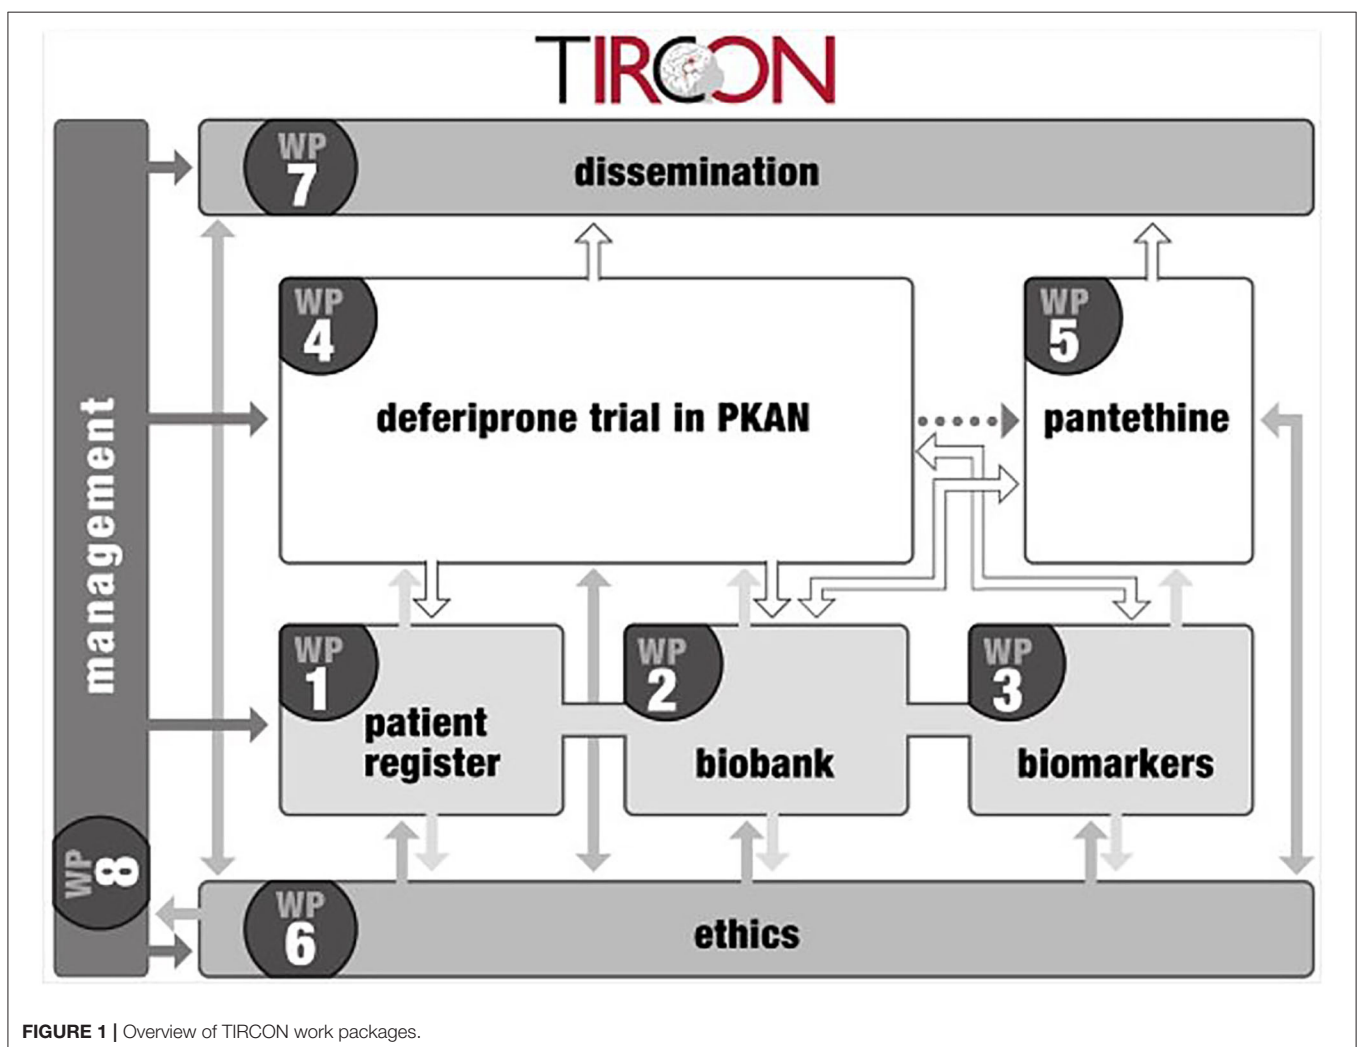 TIRCON
WP
7
dissemination
WP
4
deferiprone trial in PKAN
WP
5
pantethine
management
WP
8
WP
1
patient
register
WP
2
biobank
WP
3
biomarkers
WP
6
ethics
FIGURE 1 | Overview of TIRCON work packages.